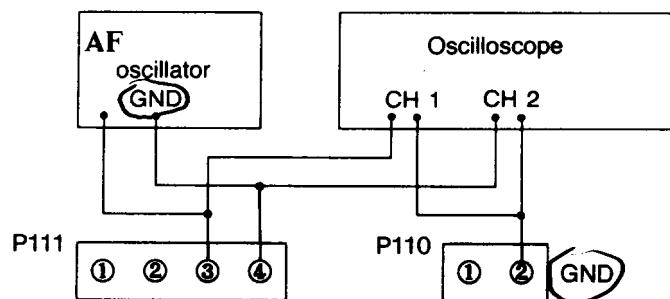 AF
oscillator
GND
Oscilloscope
CH 1 CH 2
P111
① ② ③ ④
P110
① ② GND